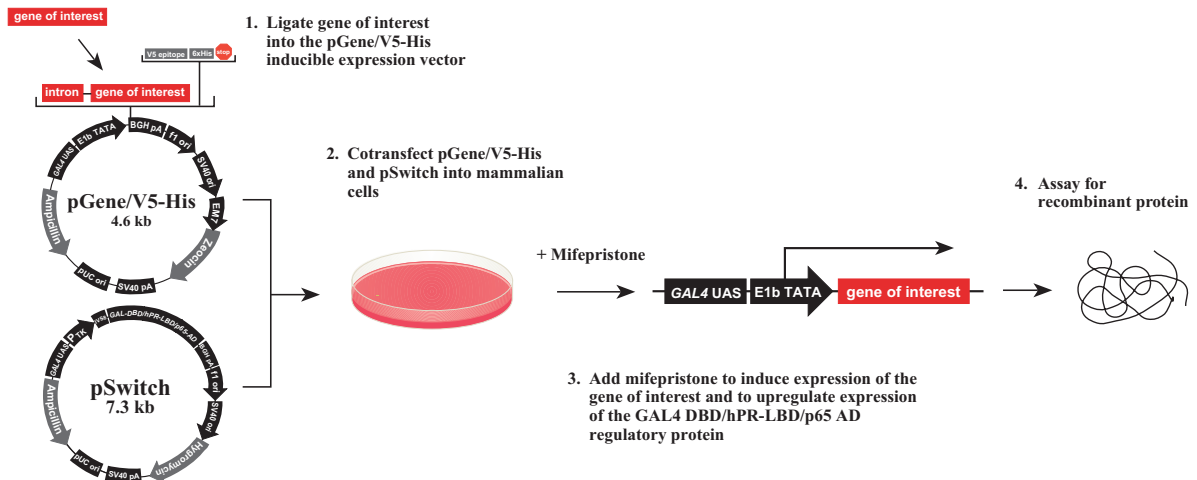 gene of interest
1. Ligate gene of interest
into the pGene/V5-His
inducible expression vector
V5 epitope 6xHis stop
intron gene of interest
GAL4 UAS
E1b TATA
BGH pA
f1 ori
SV40 ori
EM7
Zeocin
SV40 pA
pUC ori
Ampicillin
pGene/V5-His
4.6 kb
2. Cotransfect pGene/V5-His
and pSwitch into mammalian
cells
+ Mifepristone
GAL4 UAS E1b TATA gene of interest
4. Assay for
recombinant protein
GAL4 UAS
PTK
IVS8
GAL-DBD/hPR-LBD/p65-AD
BGH pA
f1 ori
SV40 ori
Hygromycin
SV40 pA
pUC ori
Ampicillin
pSwitch
7.3 kb
3. Add mifepristone to induce expression of the
gene of interest and to upregulate expression
of the GAL4 DBD/hPR-LBD/p65 AD
regulatory protein